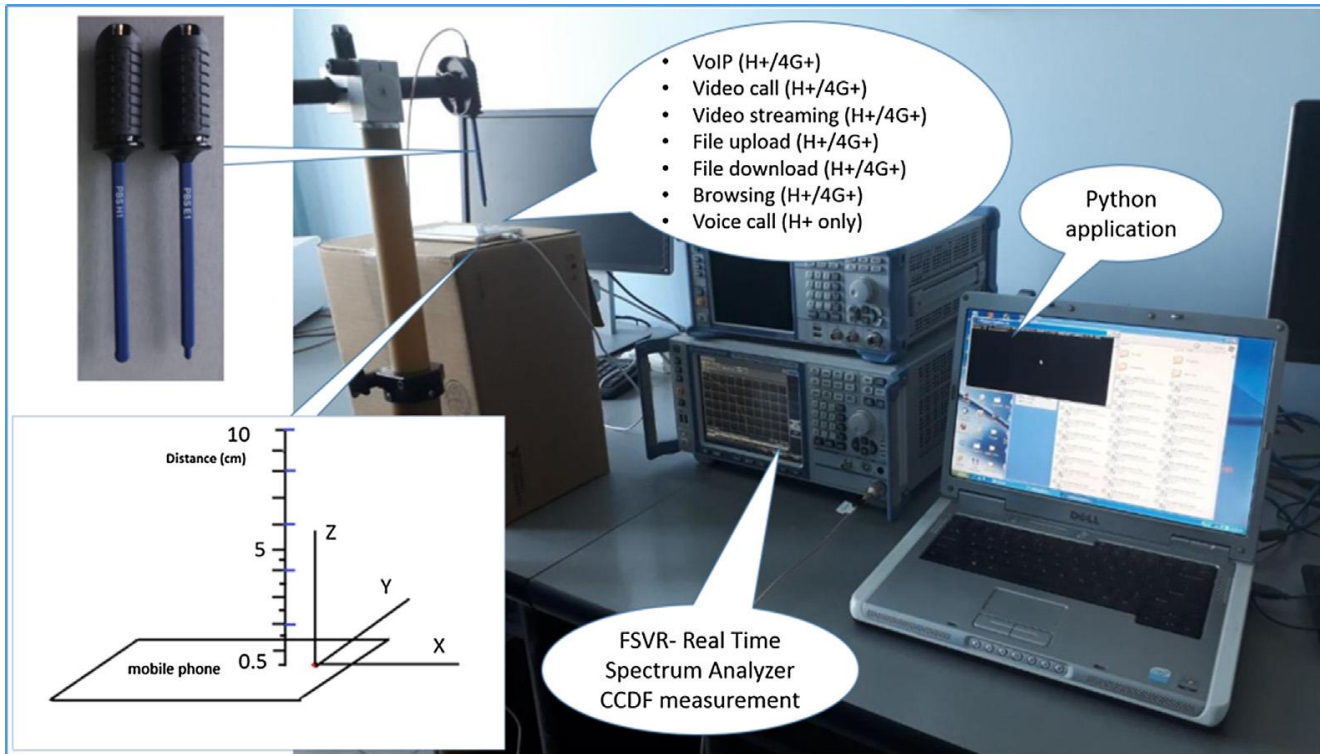 PBS H1
PBS E1
• VoIP (H+/4G+)
• Video call (H+/4G+)
• Video streaming (H+/4G+)
• File upload (H+/4G+)
• File download (H+/4G+)
• Browsing (H+/4G+)
• Voice call (H+ only)
Python
application
DELL
10
Distance (cm)
5
0.5
Z
Y
X
mobile phone
FSVR- Real Time
Spectrum Analyzer
CCDF measurement